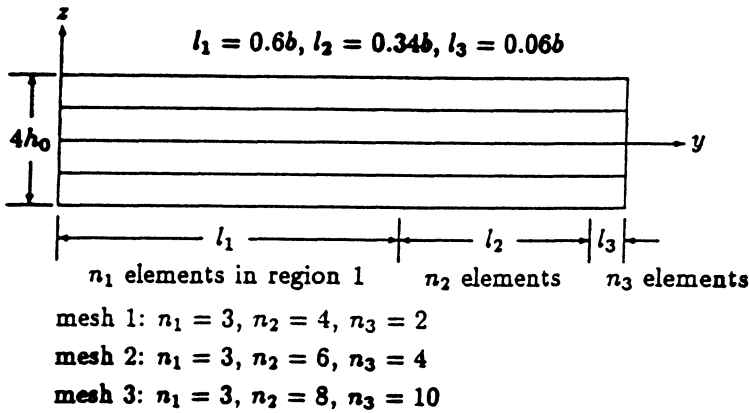 z
l₁ = 0.6b, l₂ = 0.34b, l₃ = 0.06b
4h₀
y
l₁ l₂ l₃
n₁ elements in region 1 n₂ elements n₃ elements
mesh 1: n₁ = 3, n₂ = 4, n₃ = 2
mesh 2: n₁ = 3, n₂ = 6, n₃ = 4
mesh 3: n₁ = 3, n₂ = 8, n₃ = 10